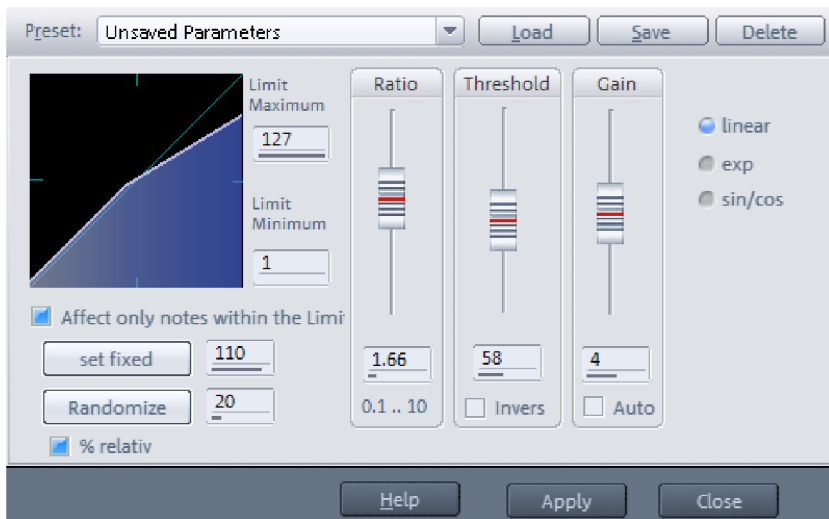 Preset: Unsaved Parameters Load Save Delete
Limit Maximum
127
Limit Minimum
1
Affect only notes within the Limi
set fixed 110
Randomize 20
% relativ
Ratio
1.66
0.1 .. 10
Threshold
58
Invers
Gain
4
Auto
linear
exp
sin/cos
Help Apply Close